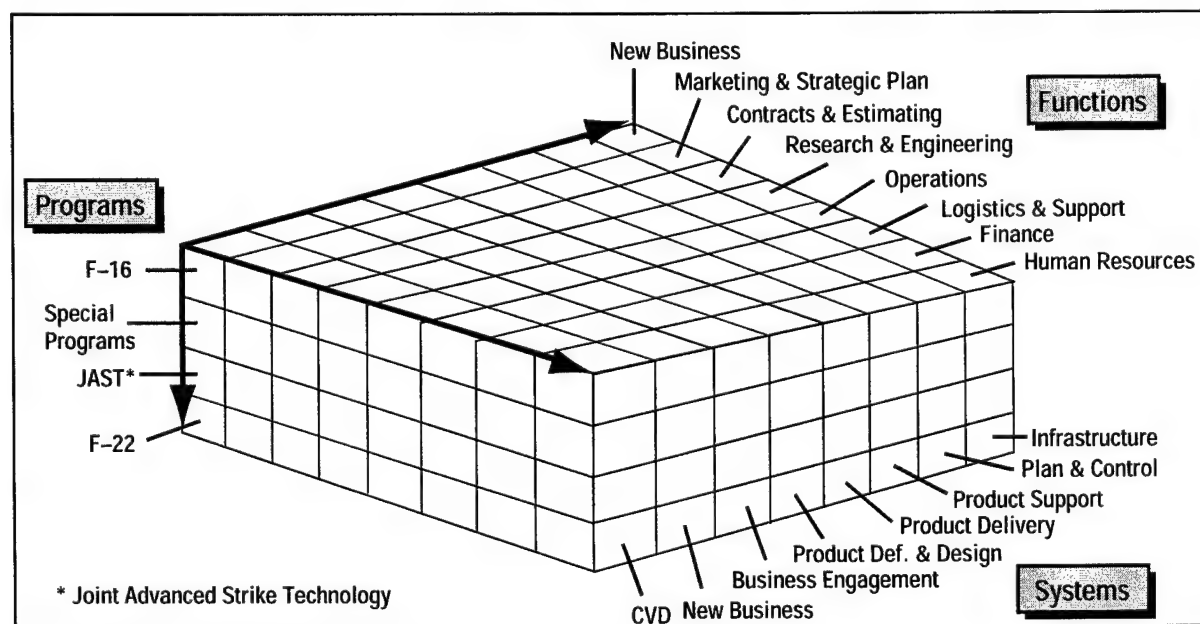 New Business
Marketing & Strategic Plan
Contracts & Estimating
Research & Engineering
Operations
Logistics & Support
Finance
Human Resources
Functions
Programs
F–16
Special
Programs
JAST*
F–22
Infrastructure
Plan & Control
Product Support
Product Delivery
Product Def. & Design
Business Engagement
New Business
CVD
Systems
* Joint Advanced Strike Technology